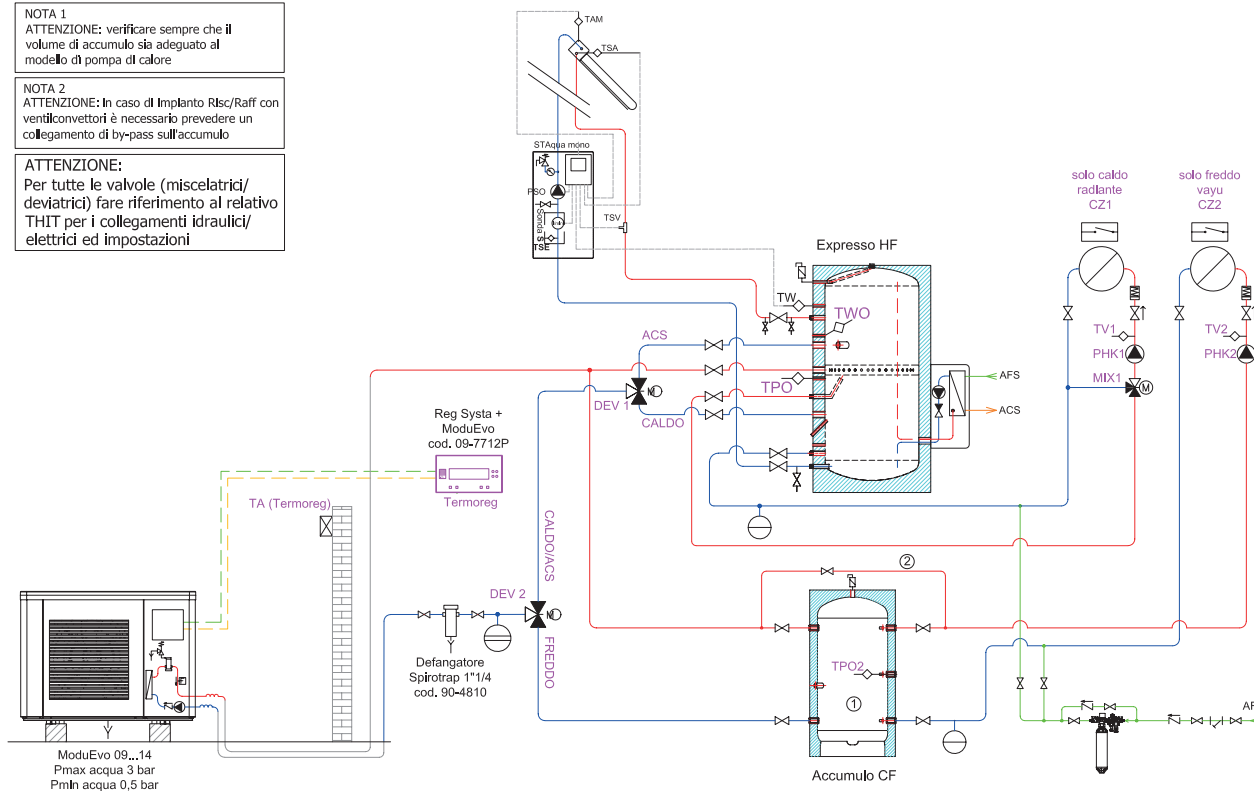 NOTA 1
ATTENZIONE: verificare sempre che il
volume di accumulo sia adeguato al
modello di pompa di calore
NOTA 2
ATTENZIONE: In caso di Impianto Risc/Raff con
ventilconvettori è necessario prevedere un
collegamento di by-pass sull'accumulo
ATTENZIONE:
Per tutte le valvole (miscelatrici/
deviatrici) fare riferimento al relativo
THIT per i collegamenti idraulici/
elettrici ed impostazioni
TAM
TSA
STAqua mono
PSO
Sonda S
TSE
TSV
Expresso HF
TW
TWO
TPO
ACS
DEV 1
M
CALDO
AFS
ACS
solo caldo
radiante
CZ1
solo freddo
vayu
CZ2
TV1
PHK1
MIX1
M
TV2
PHK2
Reg Systa +
ModuEvo
cod. 09-7712P
Termoreg
TA (Termoreg)
CALDO/ACS
DEV 2
M
FREDDO
Defangatore
Spirotrap 1"1/4
cod. 90-4810
2
TPO2
1
Accumulo CF
AF
ModuEvo 09...14
Pmax acqua 3 bar
Pmin acqua 0,5 bar